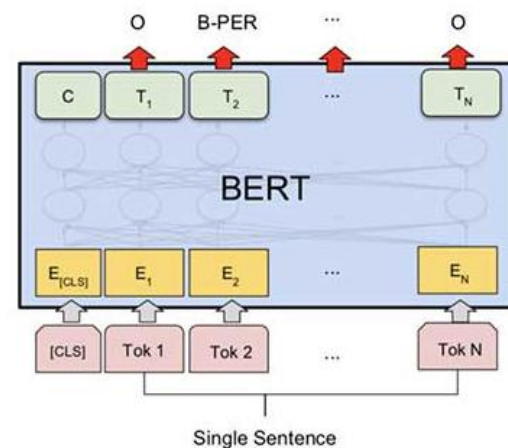 O B-PER ... O
C T1 T2 ... TN
BERT
E[CLS] E1 E2 ... EN
[CLS] Tok 1 Tok 2 ... Tok N
Single Sentence